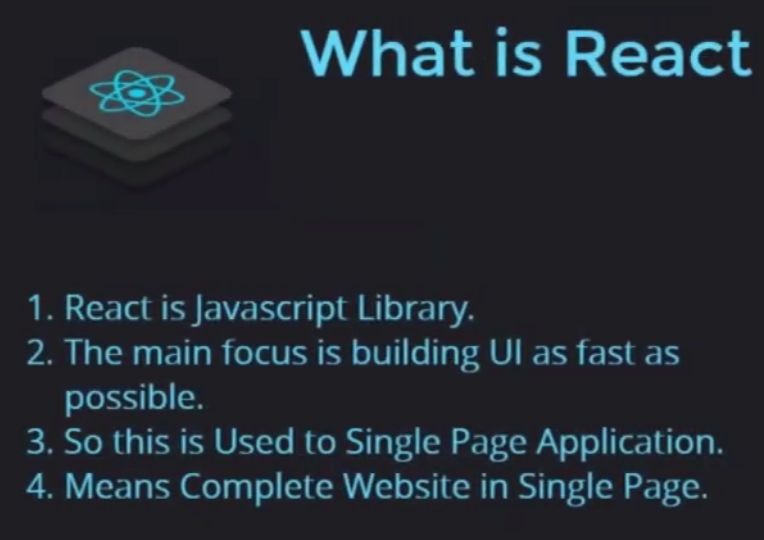 What is React
1. React is Javascript Library.
2. The main focus is building UI as fast as
possible.
3. So this is Used to Single Page Application.
4. Means Complete Website in Single Page.